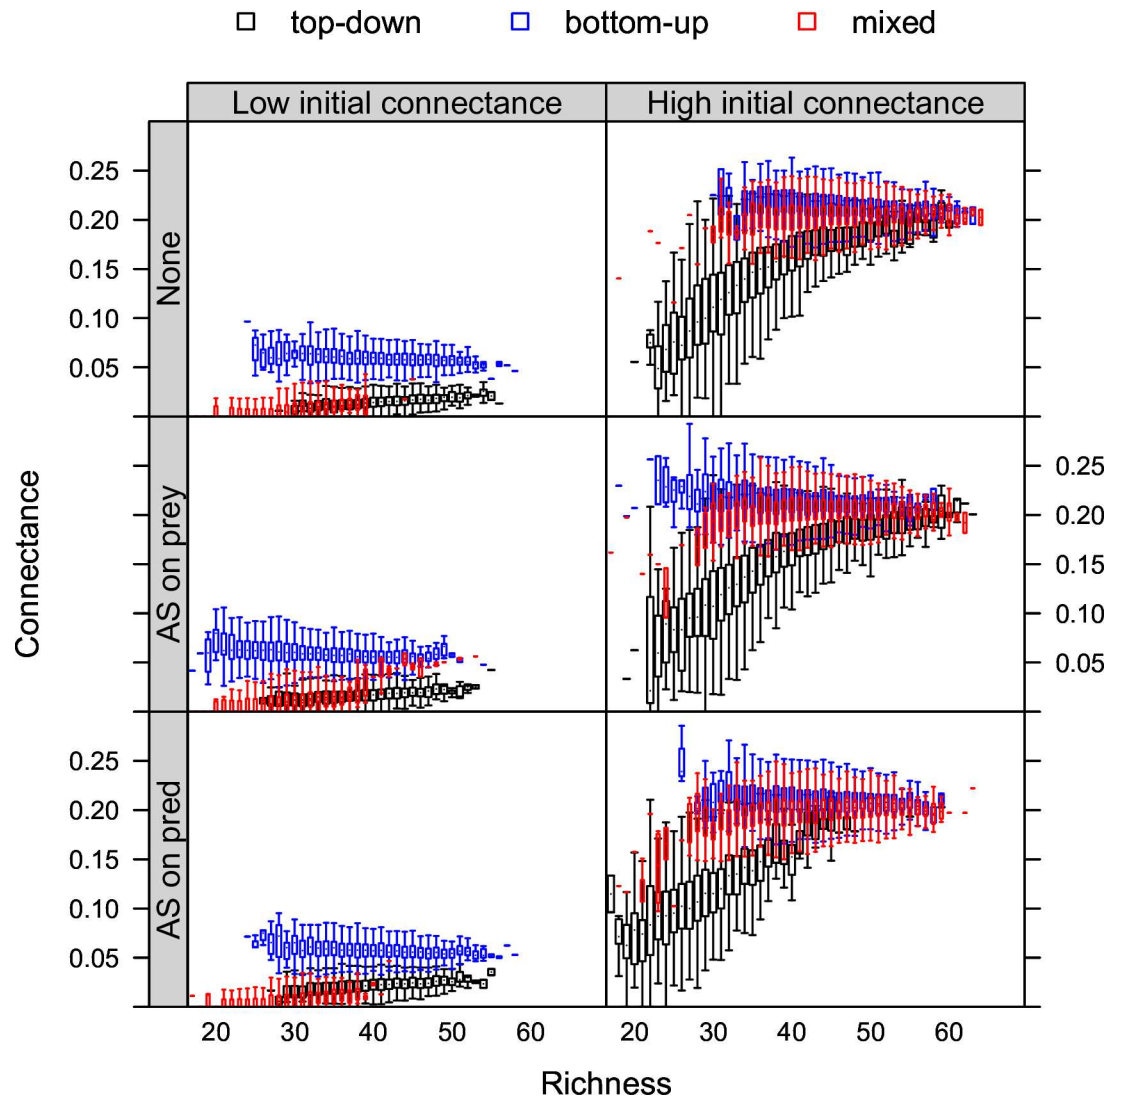 top-down bottom-up mixed
Low initial connectance High initial connectance
None
0.25
0.20
0.15
0.10
0.05
AS on prey
0.25
0.20
0.15
0.10
0.05
AS on pred
0.25
0.20
0.15
0.10
0.05
Connectance
20 30 40 50 60 20 30 40 50 60
Richness